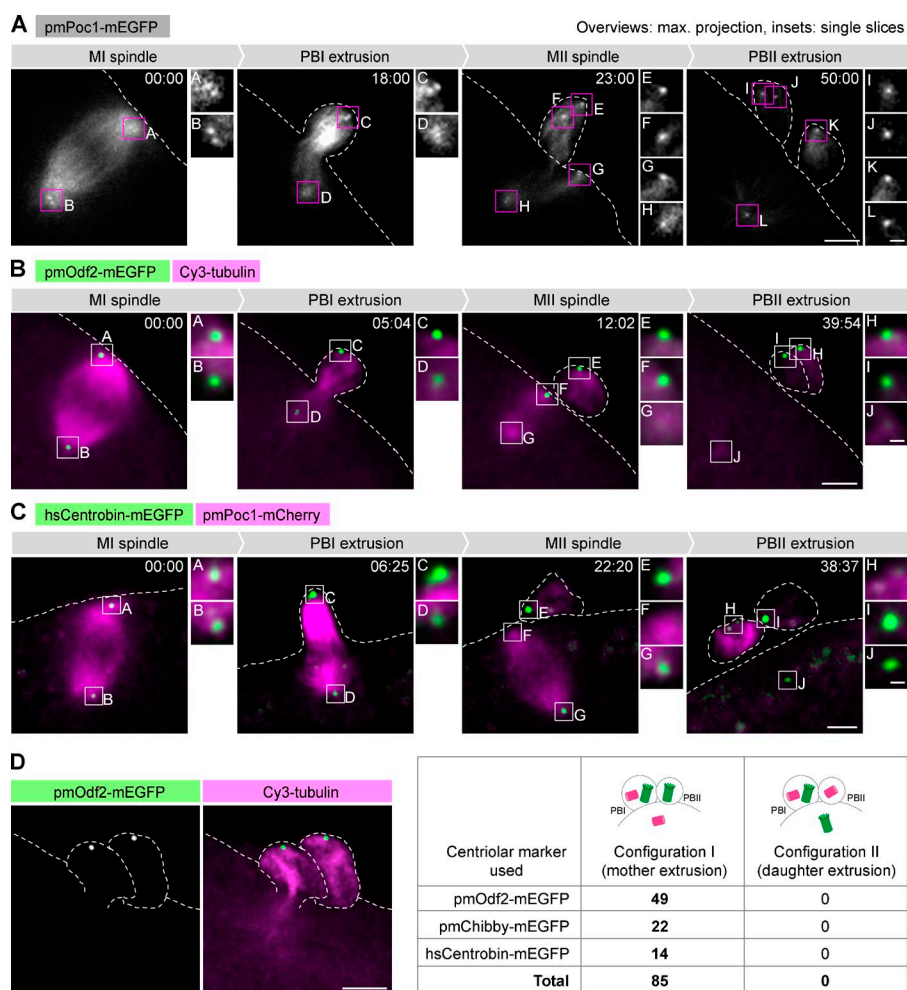 A pmPoc1-mEGFP Overviews: max. projection, insets: single slices
MI spindle PBI extrusion MII spindle PBII extrusion
00:00 A 18:00 C 23:00 E 50:00 I
A B C D F E G H I J K L
B D F J
G K
H L
B pmOdf2-mEGFP Cy3-tubulin
MI spindle PBI extrusion MII spindle PBII extrusion
00:00 A 05:04 C 12:02 E 39:54 H
A B C D E F G I H J
B D F I
G J
C hsCentrobin-mEGFP pmPoc1-mCherry
MI spindle PBI extrusion MII spindle PBII extrusion
00:00 A 06:25 C 22:20 E 38:37 H
A B C D E F G H I J
B D F I
G J
D
pmOdf2-mEGFP Cy3-tubulin
PBI PBII PBI PBII
Centriolar marker used Configuration I (mother extrusion) Configuration II (daughter extrusion)
pmOdf2-mEGFP 49 0
pmChibby-mEGFP 22 0
hsCentrobin-mEGFP 14 0
Total 85 0